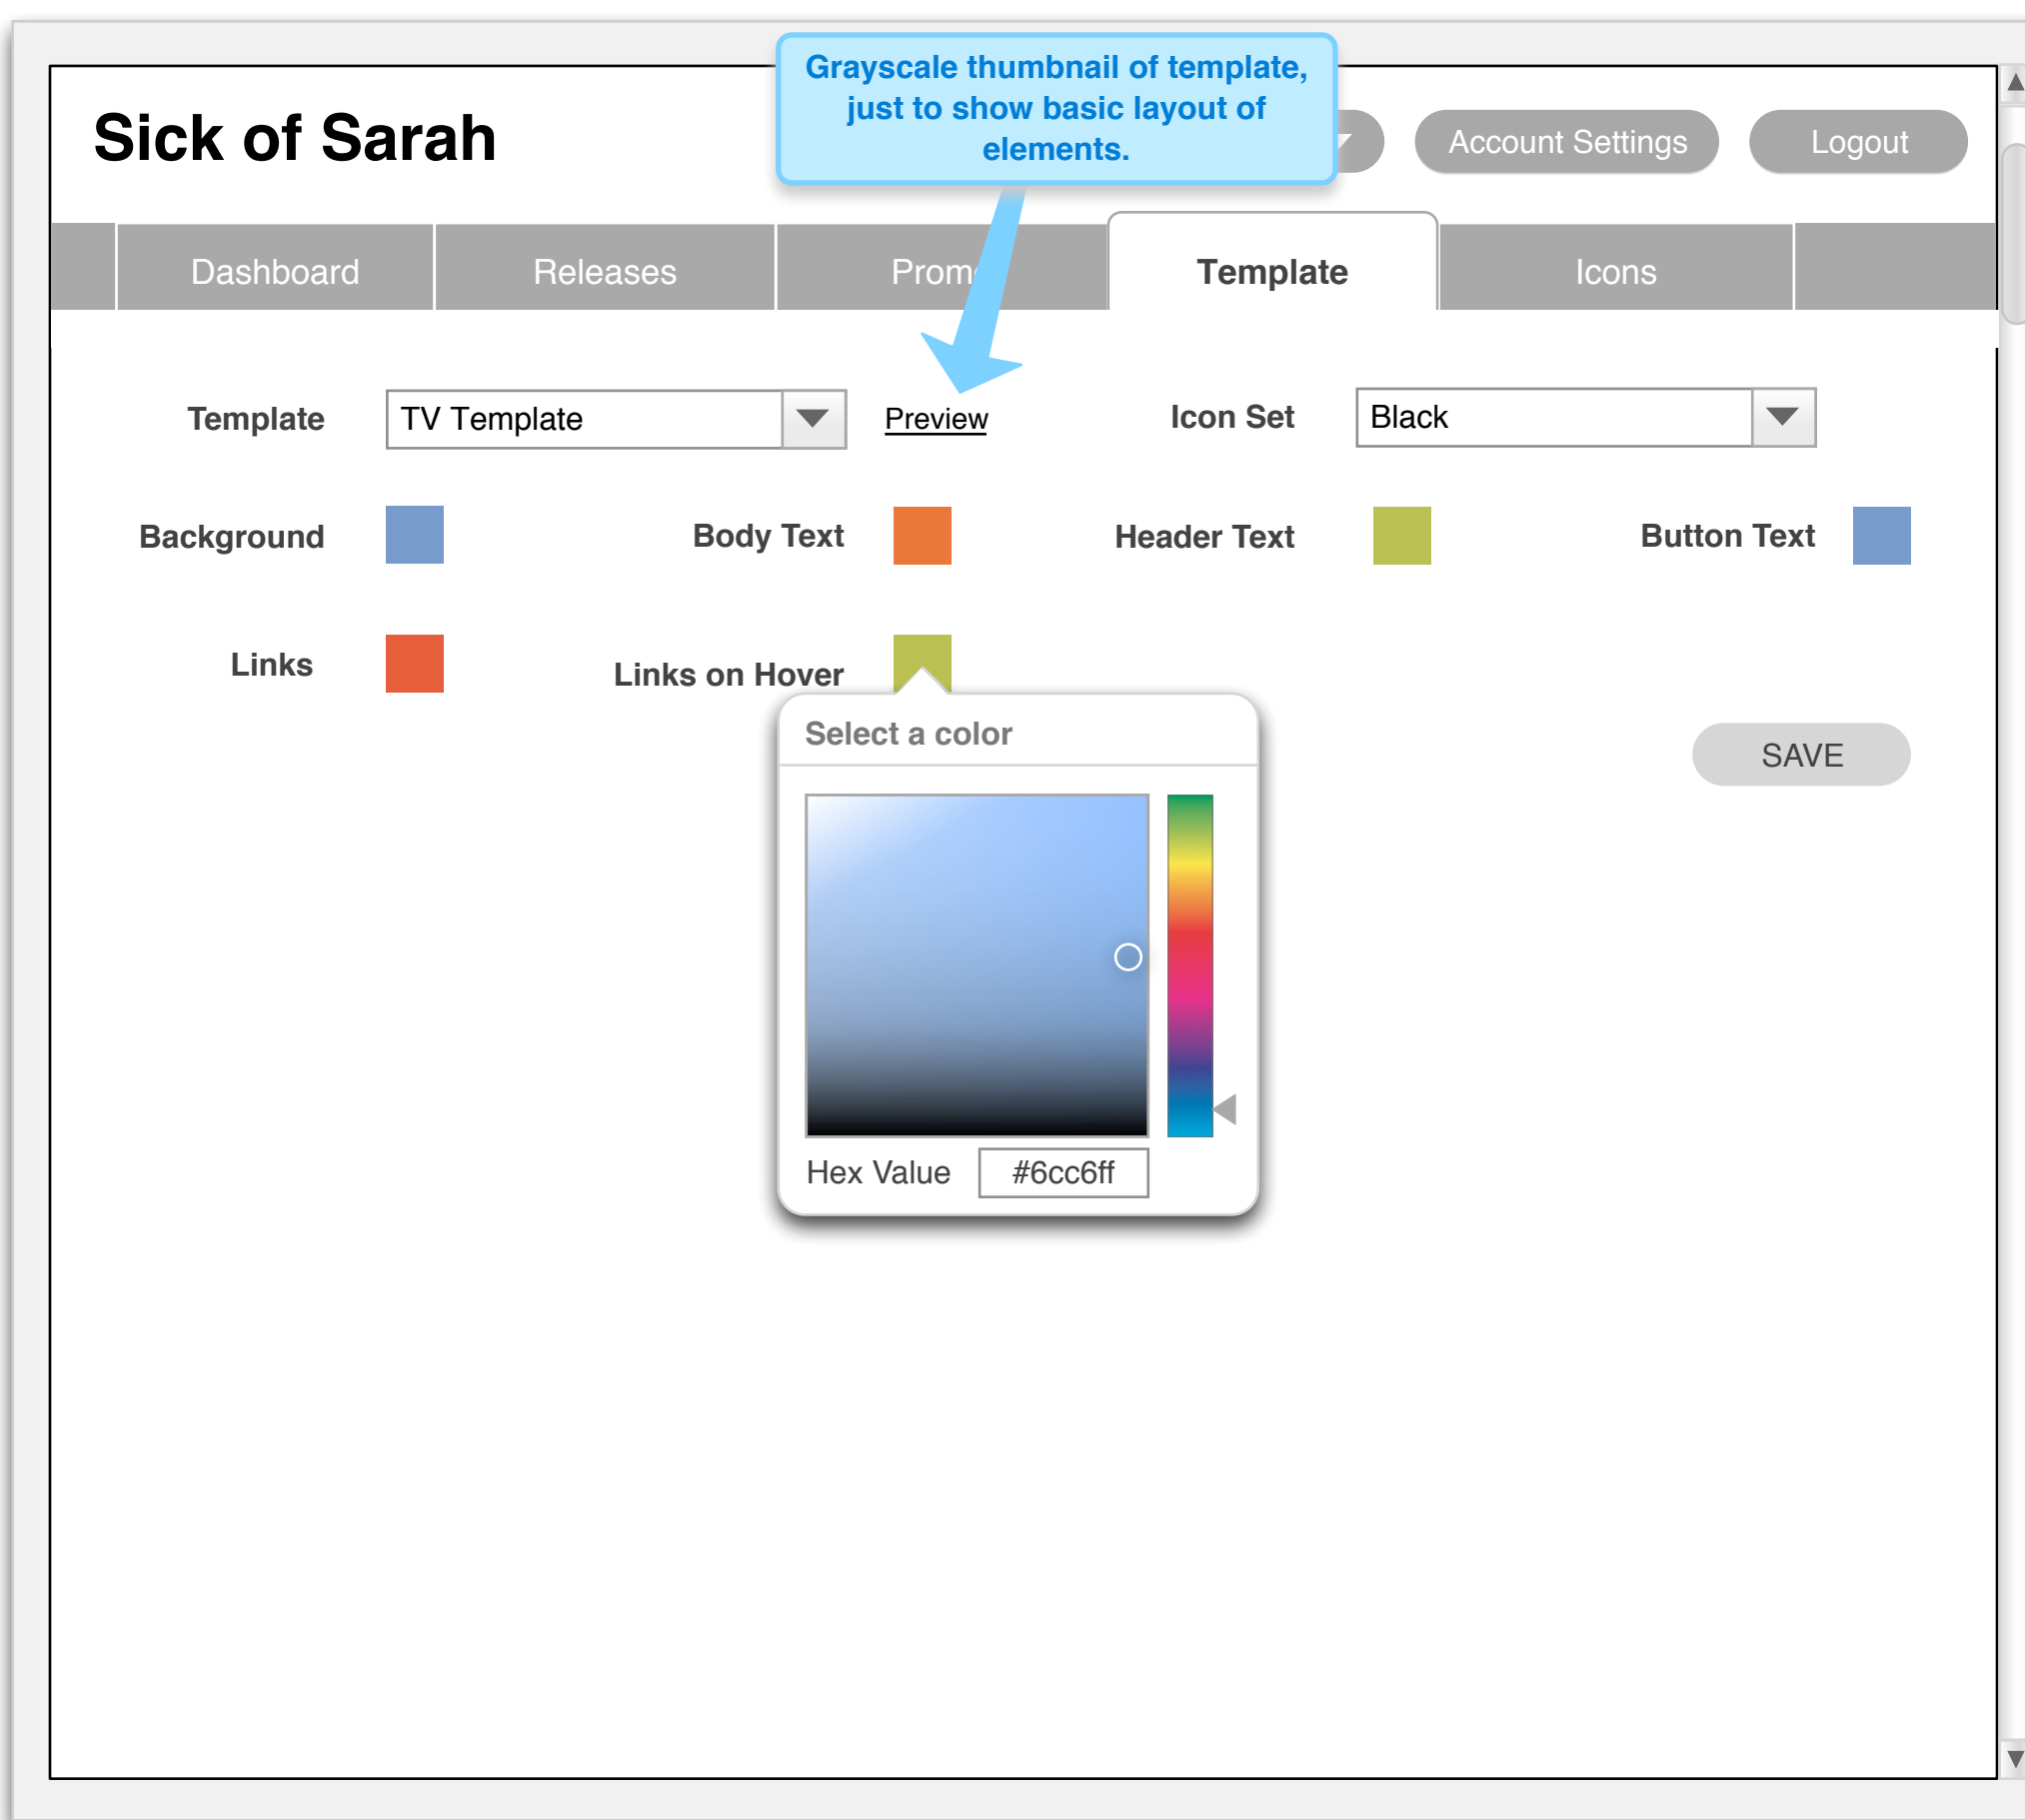 Grayscale thumbnail of template,
just to show basic layout of
elements.
Sick of Sarah
Account Settings
Logout
Dashboard
Releases
Template
Icons
Template
TV Template
Preview
Icon Set
Black
Background
Body Text
Header Text
Button Text
Links
Links on Hover
Select a color
SAVE
Hex Value
#6cc6ff